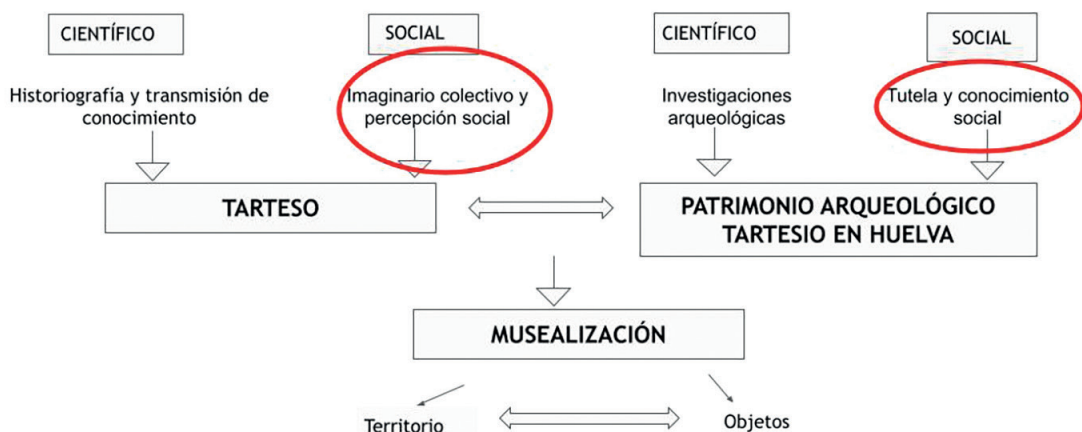 CIENTÍFICO
SOCIAL
CIENTÍFICO
SOCIAL
Historiografía y transmisión de
conocimiento
Imaginario colectivo y
percepción social
Investigaciones
arqueológicas
Tutela y conocimiento
social
TARTESO
PATRIMONIO ARQUEOLÓGICO
TARTESIO EN HUELVA
MUSEALIZACIÓN
Territorio
Objetos